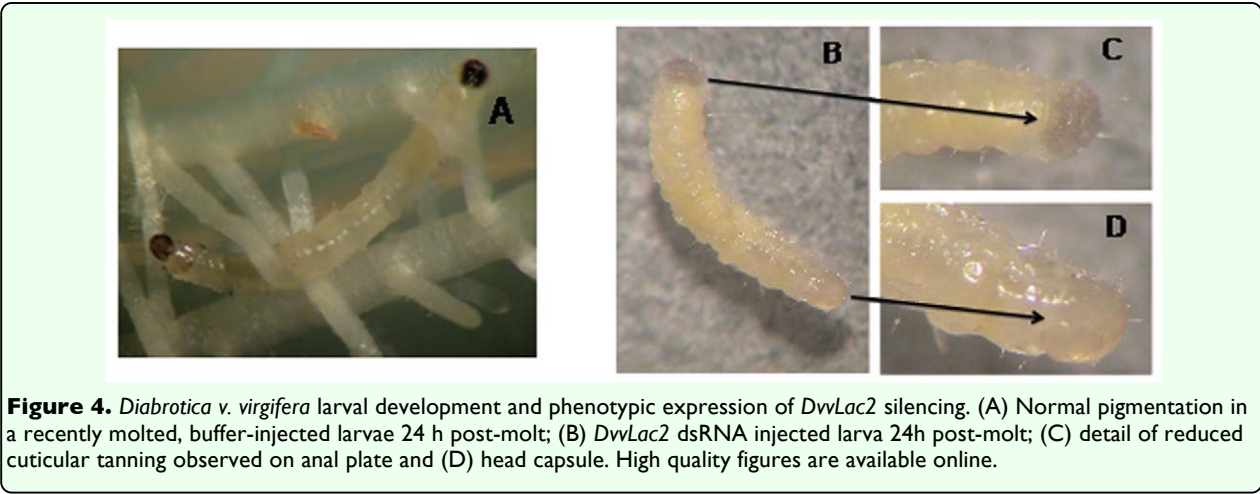 A
B
C
D
Figure 4. Diabrotica v. virgifera larval development and phenotypic expression of DvvLac2 silencing. (A) Normal pigmentation in
a recently molted, buffer-injected larvae 24 h post-molt; (B) DvvLac2 dsRNA injected larva 24h post-molt; (C) detail of reduced
cuticular tanning observed on anal plate and (D) head capsule. High quality figures are available online.